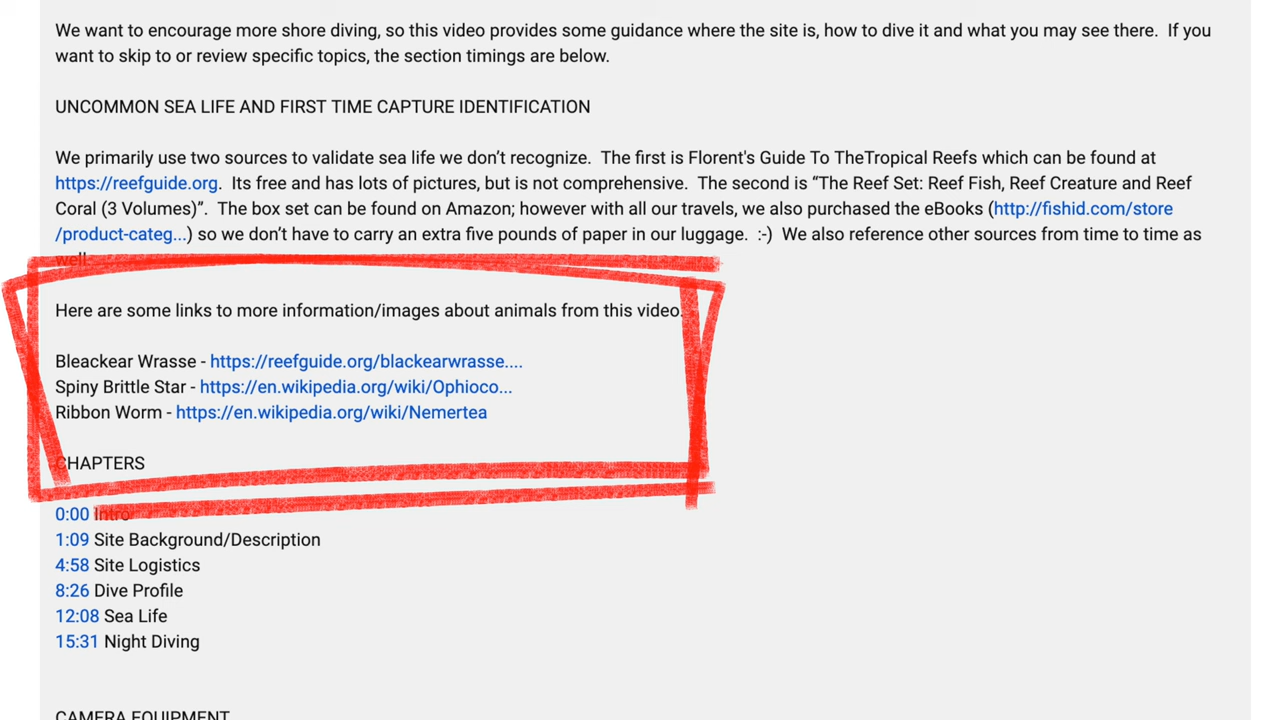 We want to encourage more shore diving, so this video provides some guidance where the site is, how to dive it and what you may see there.  If you
want to skip to or review specific topics, the section timings are below.
UNCOMMON SEA LIFE AND FIRST TIME CAPTURE IDENTIFICATION
We primarily use two sources to validate sea life we don’t recognize.  The first is Florent's Guide To TheTropical Reefs which can be found at
https://reefguide.org.  Its free and has lots of pictures, but is not comprehensive.  The second is “The Reef Set: Reef Fish, Reef Creature and Reef
Coral (3 Volumes)”.  The box set can be found on Amazon; however with all our travels, we also purchased the eBooks (http://fishid.com/store
/product-categ...) so we don’t have to carry an extra five pounds of paper in our luggage.  :-)  We also reference other sources from time to time as
well.
Here are some links to more information/images about animals from this video.
Bleackear Wrasse - https://reefguide.org/blackearwrasse....
Spiny Brittle Star - https://en.wikipedia.org/wiki/Ophioco...
Ribbon Worm - https://en.wikipedia.org/wiki/Nemertea
CHAPTERS
0:00 Intro
1:09 Site Background/Description
4:58 Site Logistics
8:26 Dive Profile
12:08 Sea Life
15:31 Night Diving
CAMERA EQUIPMENT